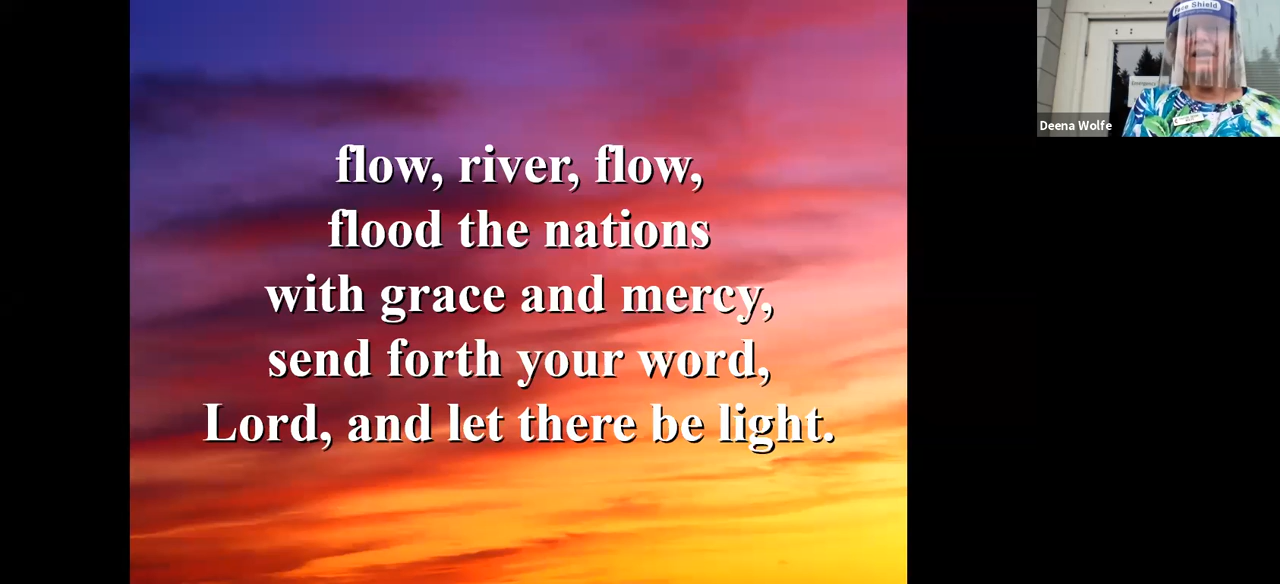 flow, river, flow,
flood the nations
with grace and mercy,
send forth your word,
Lord, and let there be light.
Face Shield
Deena Wolfe